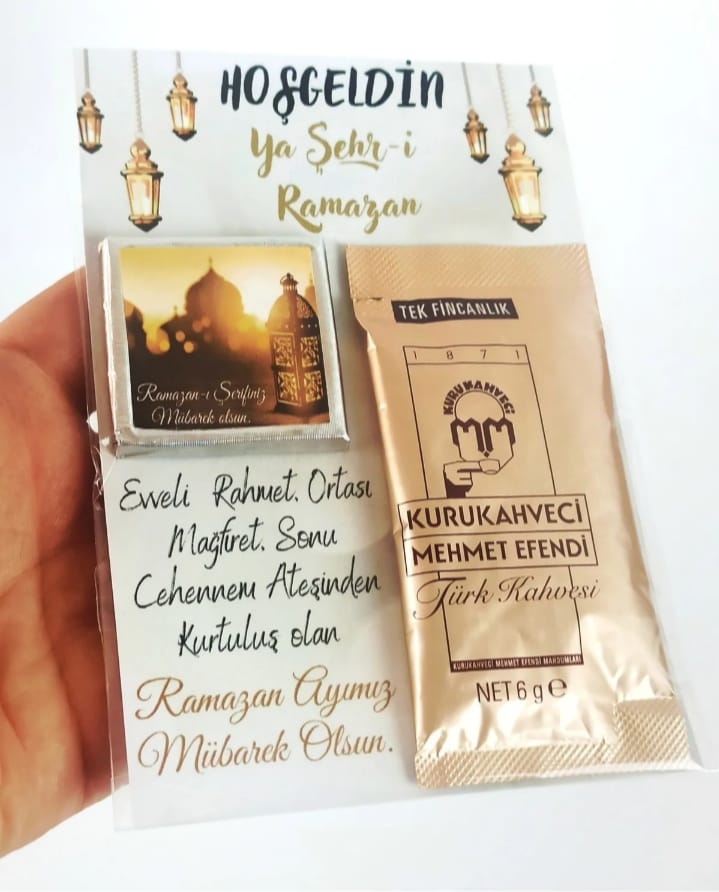 HOŞGELDİN
Ya Şehr-i
Ramazan
Ramazan-ı Şerifiniz
Mübarek olsun.
Evveli Rahmet, Ortası
Mağfiret, Sonu
Cehennem Ateşinden
Kurtuluş olan
Ramazan Ayımız
Mübarek Olsun.
TEK FİNCANLIK
1871
KURUKAHVECİ
MM
KURUKAHVECİ
MEHMET EFENDİ
Türk Kahvesi
KURUKAHVECİ MEHMET EFENDİ MAHDUMLARI
NET 6 g ℮